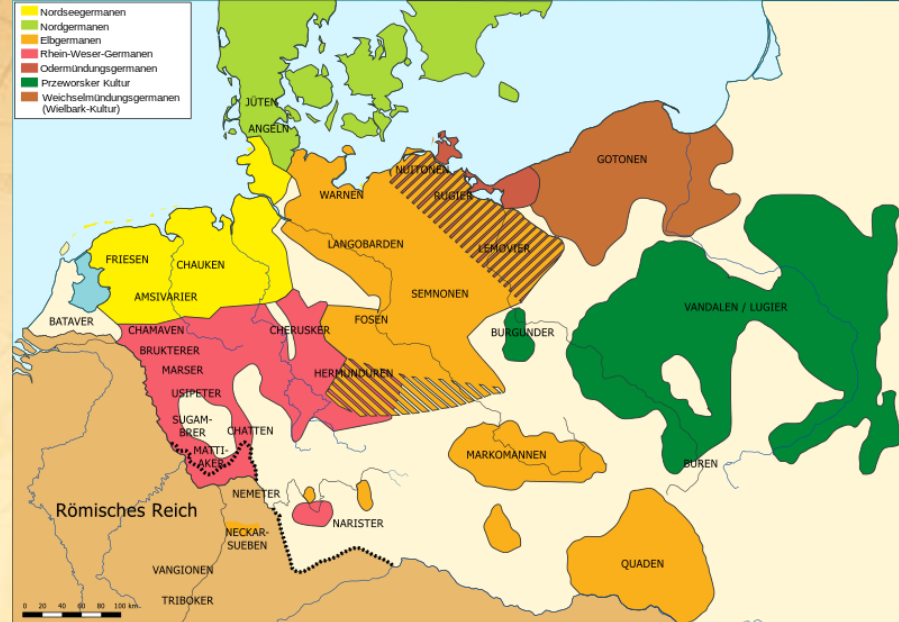 Nordseegermanen
Nordgermanen
Elbgermanen
Rhein-Weser-Germanen
Odermündungsgermanen
Przeworsker Kultur
Weichselmündungsgermanen
(Wielbark-Kultur)
JÜTEN
ANGELN
NUITONEN
GOTONEN
WARNEN
RUGIER
LANGOBARDEN
LEMOVIER
FRIESEN
CHAUKEN
AMSIVARIER
SEMNONEN
VANDALEN / LUGIER
BATAVER
CHAMAVEN
CHERUSKER
FOSEN
BURGUNDER
BRUKTERER
MARSER
HERMUNDUREN
USIPETER
SUGAM-
BRER
CHATTEN
MATTI-
AKER
MARKOMANNEN
BUREN
NEMETER
Römisches Reich
NARISTER
NECKAR-
SUEBEN
QUADEN
VANGIONEN
TRIBOKER
0 20 40 60 80 100 km